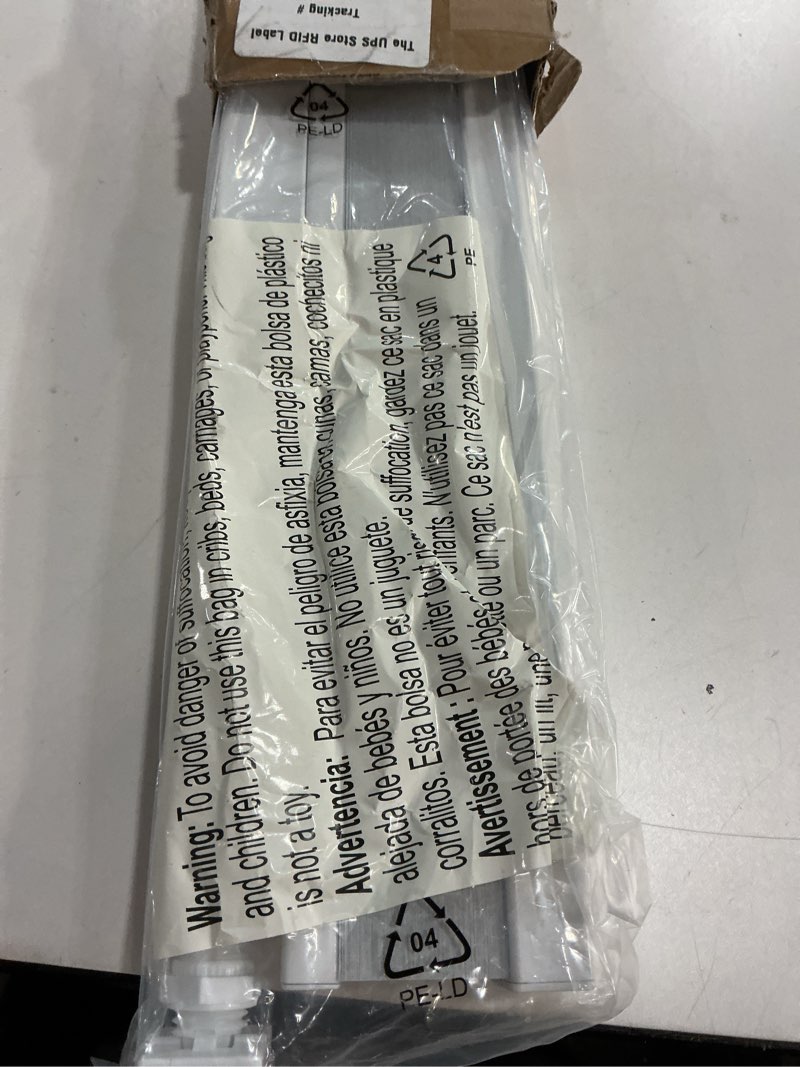 The UPS Store RFID Label
Tracking #
04
PE-LD
Warning: To avoid danger of suffocation,
and children. Do not use this bag in cribs, beds, carriages, or
is not a toy.
Advertencia: Para evitar el peligro de asfixia, mantenga esta bolsa de plástico
alejada de bebés y niños. No utilice esta bolsa en cunas, camas, cochecitos ni
corralitos. Esta bolsa no es un juguete.
Avertissement : Pour éviter tout de suffocation, gardez ce sac en plastique
hors de portée des bébés enfants. N'utilisez pas ce sac dans un
berceau, un lit, une ou un parc. Ce sac n'est pas un jouet.
4
PE
04
PE-LD